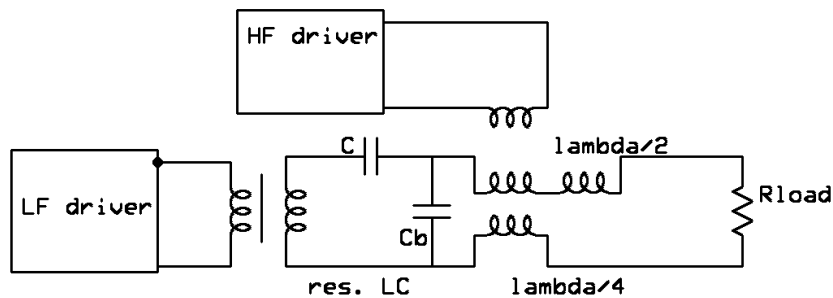 HF driver
C
lambda/2
LF driver
Rload
Cb
res. LC
lambda/4